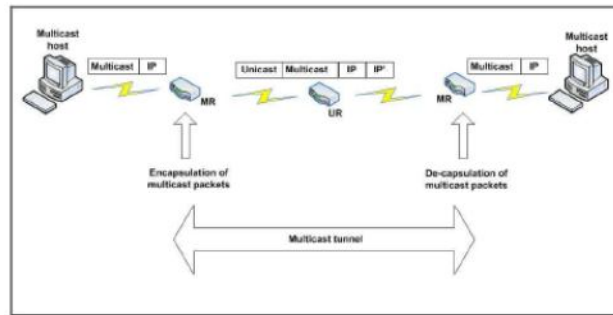 Multicast
host
Multicast IP
MR
Unicast Multicast IP IP'
UR
MR
Multicast IP
Multicast
host
Encapsulation of
multicast packets
De-capsulation of
multicast packets
Multicast tunnel